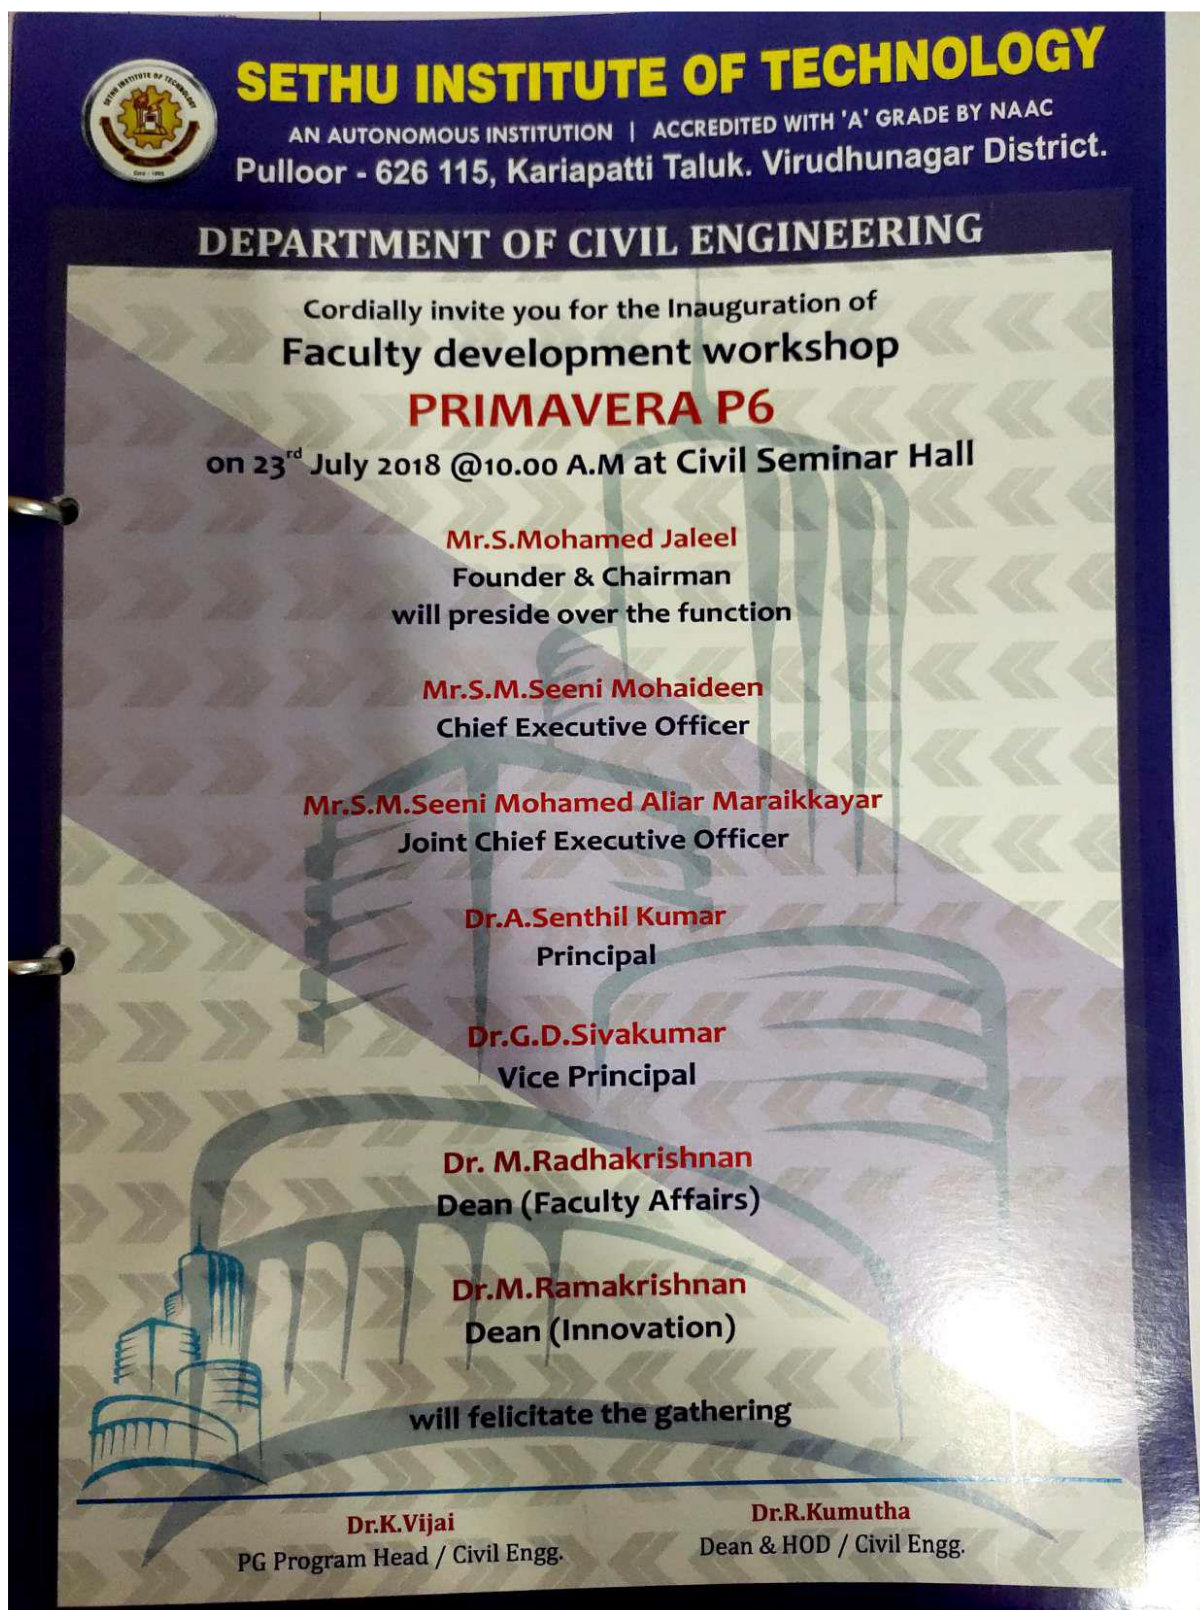 SETHU INSTITUTE OF TECHNOLOGY
AN AUTONOMOUS INSTITUTION | ACCREDITED WITH 'A' GRADE BY NAAC
Pulloor - 626 115, Kariapatti Taluk. Virudhunagar District.
SETHU INSTITUTE OF TECHNOLOGY
DEPARTMENT OF CIVIL ENGINEERING
Cordially invite you for the Inauguration of
Faculty development workshop
PRIMAVERA P6
on 23rd July 2018 @10.00 A.M at Civil Seminar Hall
Mr.S.Mohamed Jaleel
Founder & Chairman
will preside over the function
Mr.S.M.Seeni Mohaideen
Chief Executive Officer
Mr.S.M.Seeni Mohamed Aliar Maraikkayar
Joint Chief Executive Officer
Dr.A.Senthil Kumar
Principal
Dr.G.D.Sivakumar
Vice Principal
Dr. M.Radhakrishnan
Dean (Faculty Affairs)
Dr.M.Ramakrishnan
Dean (Innovation)
will felicitate the gathering
Dr.K.Vijai
PG Program Head / Civil Engg.
Dr.R.Kumutha
Dean & HOD / Civil Engg.